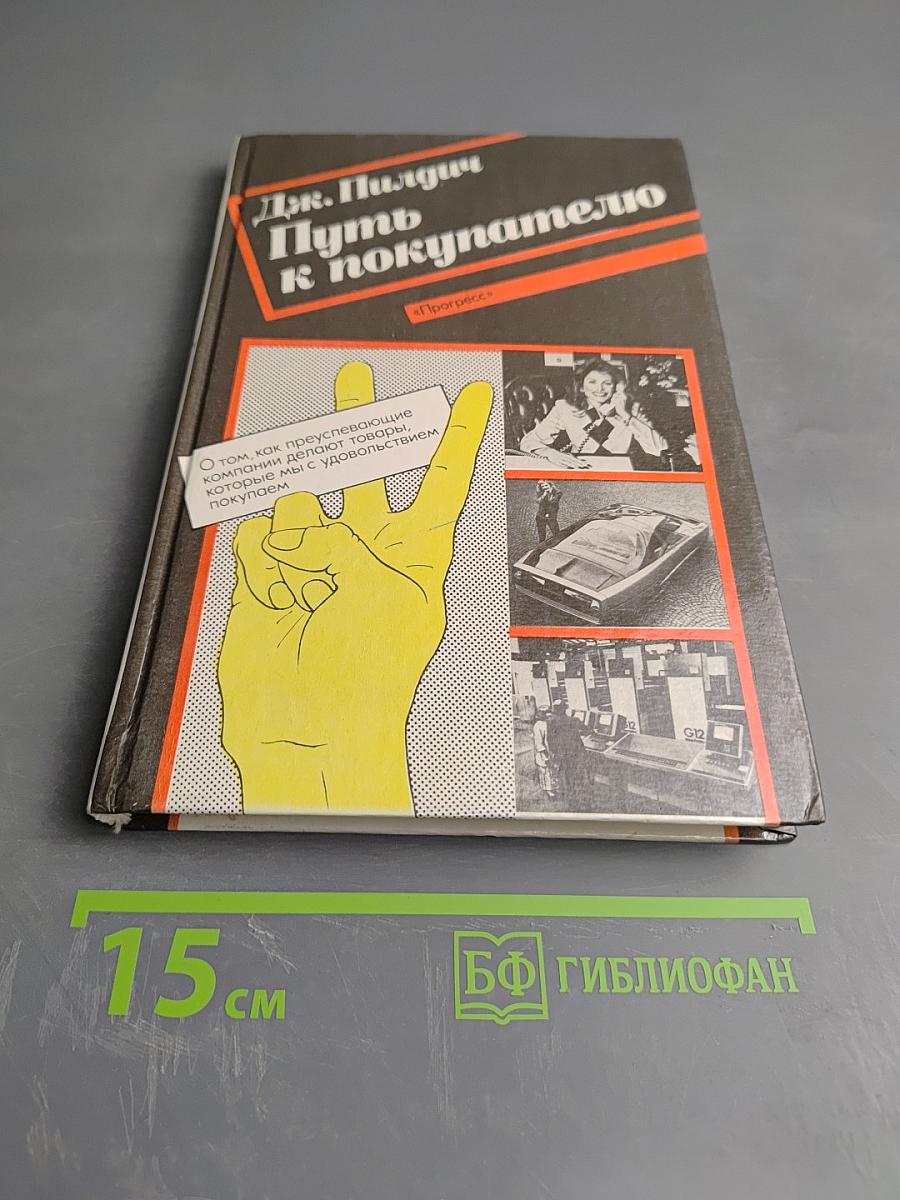 Дж. Пилдич
Путь
к покупателю
«Прогресс»
О том, как преуспевающие
компании делают товары,
которые мы с удовольствием
покупаем
G12
15 см
БФ ГИБЛИОФАН